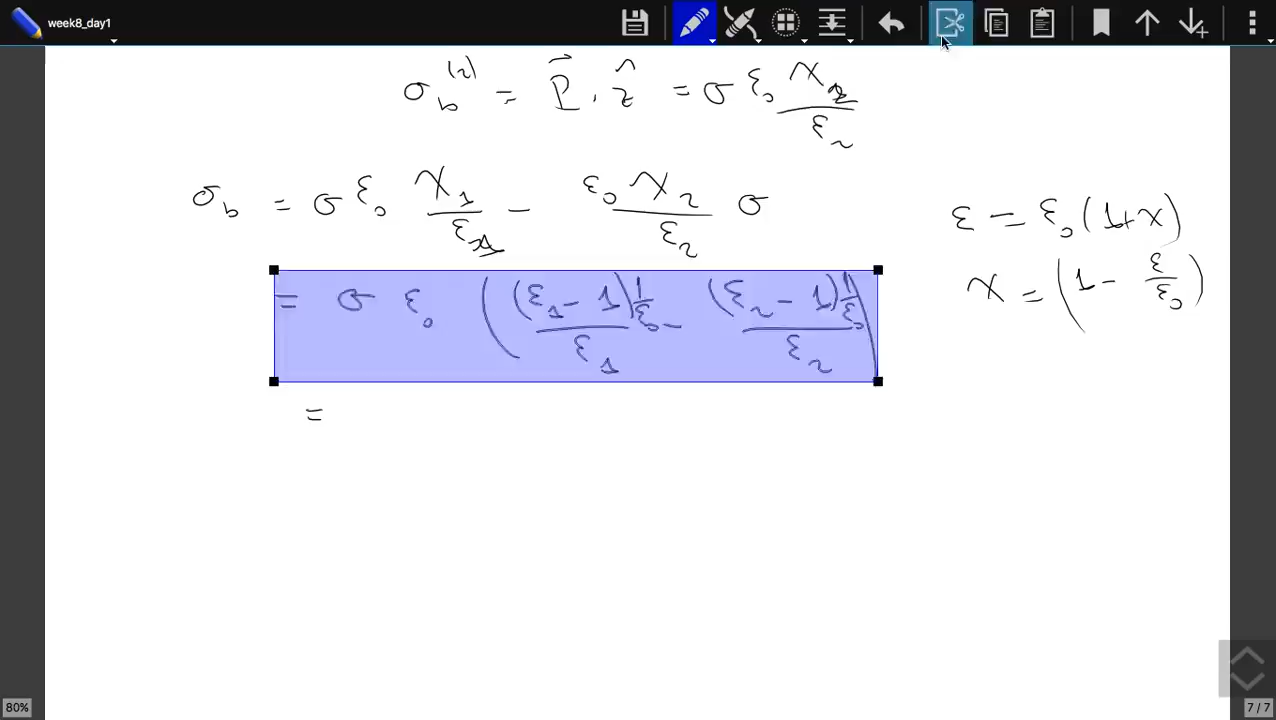 week8_day1
σ_b^(2) = P⃗ · ẑ = σ ε₀ χ₂/ε₂
σ_b = σ ε₀ χ₁/ε₁ − ε₀ χ₂/ε₂ σ
ε = ε₀(1+χ)
= σ ε₀ ((ε₁ − 1)1/ε₀/ε₁ − (ε₂ − 1)1/ε₀/ε₂)
χ = (1 − ε/ε₀)
=
80%
7 / 7